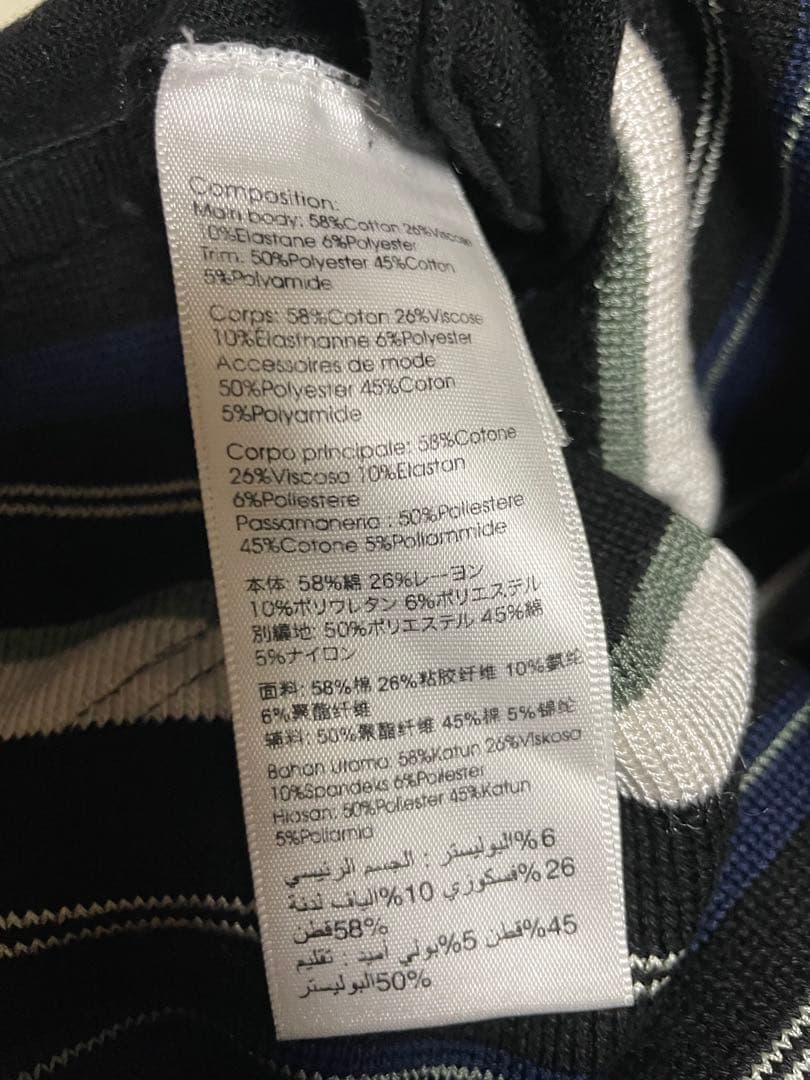 Composition:
Main body: 58%Cotton 26%Viscose
10%Elastane 6%Polyester
Trim: 50%Polyester 45%Cotton
5%Polyamide
Corps: 58%Coton 26%Viscose
10%Élasthanne 6%Polyester
Accessoires de mode
50%Polyester 45%Coton
5%Polyamide
Corpo principale: 58%Cotone
26%Viscosa 10%Elastan
6%Poliestere
Passamaneria : 50%Poliestere
45%Cotone 5%Poliammide
本体: 58%綿 26%レーヨン
10%ポリウレタン 6%ポリエステル
別編地: 50%ポリエステル 45%綿
5%ナイロン
面料: 58%棉 26%粘胶纤维 10%氨纶
6%聚酯纤维
辅料: 50%聚酯纤维 45%棉 5%锦纶
Bahan Utama: 58%Katun 26%Viskosa
10%Spandeks 6%Poliester
Hiasan: 50%Poliester 45%Katun
5%Poliamid
6%البوليستر : الجسم الرئيسي
26%فسكوري 10%الياف لدنة
58%قطن
45%قطن 5%بولي أميد : تقليم
50%البوليستر